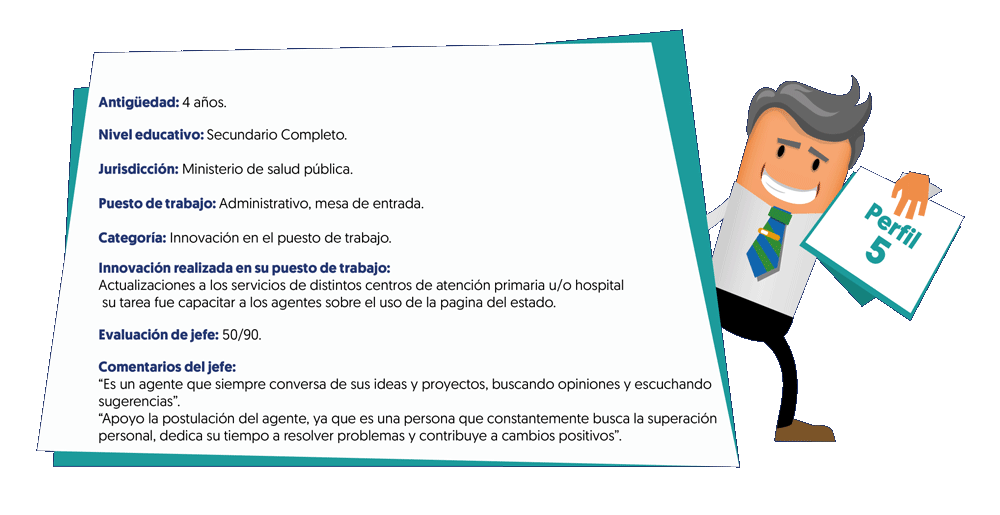 Antigüedad: 4 años.
Nivel educativo: Secundario Completo.
Jurisdicción: Ministerio de salud pública.
Puesto de trabajo: Administrativo, mesa de entrada.
Categoría: Innovación en el puesto de trabajo.
Innovación realizada en su puesto de trabajo:
Actualizaciones a los servicios de distintos centros de atención primaria u/o hospital
su tarea fue capacitar a los agentes sobre el uso de la pagina del estado.
Evaluación de jefe: 50/90.
Comentarios del jefe:
“Es un agente que siempre conversa de sus ideas y proyectos, buscando opiniones y escuchando
sugerencias”.
“Apoyo la postulación del agente, ya que es una persona que constantemente busca la superación
personal, dedica su tiempo a resolver problemas y contribuye a cambios positivos”.
Perfil
5